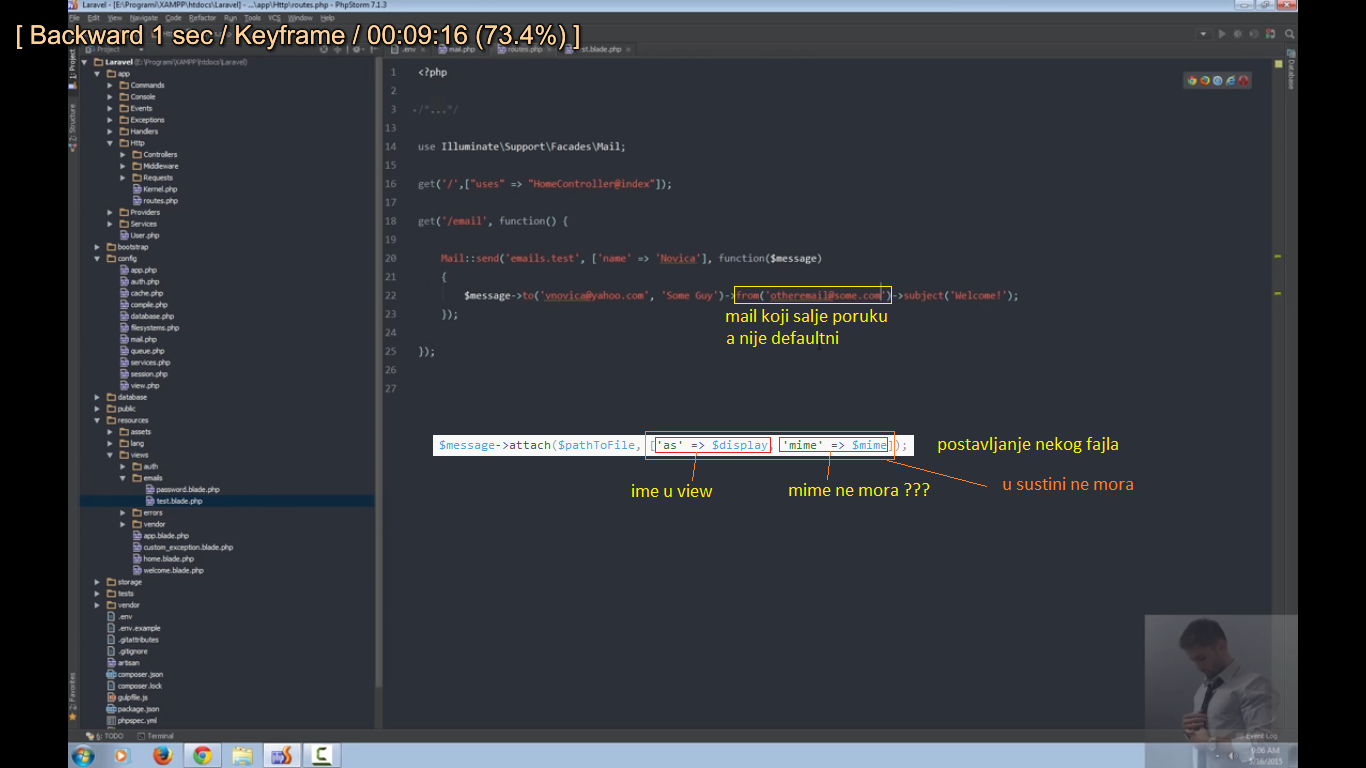 Laravel - [E:\Programi\XAMPP\htdocs\Laravel] - ...\app\Http\routes.php - PhpStorm 7.1.3
File Edit View Navigate Code Refactor Run Tools VCS Window Help
[ Backward 1 sec / Keyframe / 00:09:16 (73.4%) ]
Project
.env mail.php routes.php test.blade.php
1: Project
2: Structure
2: Favorites
Database
Laravel (E:\Programi\XAMPP\htdocs\Laravel)
app
Commands
Console
Events
Exceptions
Handlers
Http
Controllers
Middleware
Requests
Kernel.php
routes.php
Providers
Services
User.php
bootstrap
config
app.php
auth.php
cache.php
compile.php
database.php
filesystems.php
mail.php
queue.php
services.php
session.php
view.php
database
public
resources
assets
lang
views
auth
emails
password.blade.php
test.blade.php
errors
vendor
app.blade.php
custom_exception.blade.php
home.blade.php
welcome.blade.php
storage
tests
vendor
.env
.env.example
.gitattributes
.gitignore
artisan
composer.json
composer.lock
gulpfile.js
package.json
phpspec.yml
1 <?php
2
3 /*...*/
13
14 use Illuminate\Support\Facades\Mail;
15
16 get('/',["uses" => "HomeController@index"]);
17
18 get('/email', function() {
19
20 Mail::send('emails.test', ['name' => 'Novica'], function($message)
21 {
22 $message->to('vnovica@yahoo.com', 'Some Guy')->from('otheremail@some.com')->subject('Welcome!');
23 });
24
25 });
26
27
mail koji salje poruku
a nije defaultni
$message->attach($pathToFile, ['as' => $display, 'mime' => $mime]);
postavljanje nekog fajla
ime u view
mime ne mora ???
u sustini ne mora
6: TODO Terminal
Event Log
9:06 AM
5/16/2015